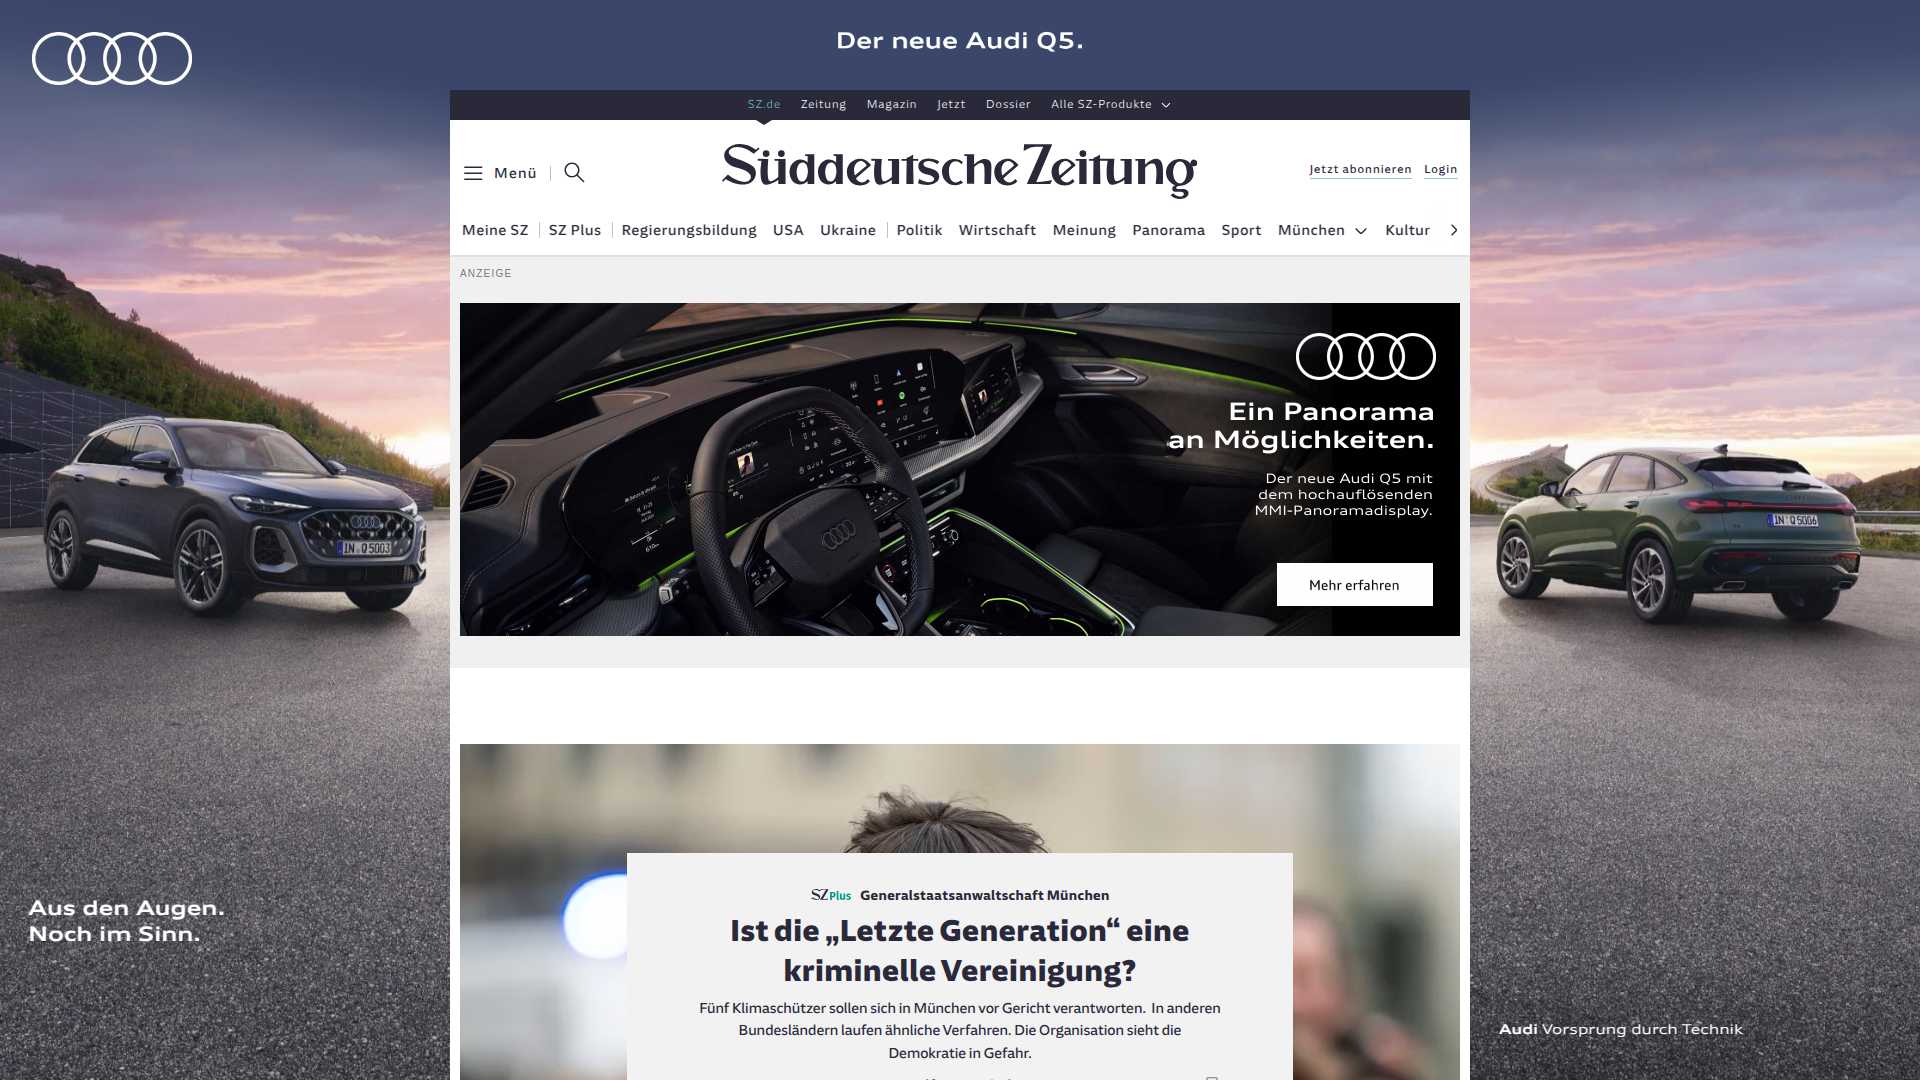 Der neue Audi Q5.
SZ.de Zeitung Magazin Jetzt Dossier Alle SZ-Produkte
Menü
Süddeutsche Zeitung
Jetzt abonnieren Login
Meine SZ SZ Plus Regierungsbildung USA Ukraine Politik Wirtschaft Meinung Panorama Sport München Kultur
ANZEIGE
Ein Panorama
an Möglichkeiten.
Der neue Audi Q5 mit
dem hochauflösenden
MMI-Panoramadisplay.
Mehr erfahren
IN Q 5003
IN Q 5006
Aus den Augen.
Noch im Sinn.
SZ Plus Generalstaatsanwaltschaft München
Ist die „Letzte Generation“ eine
kriminelle Vereinigung?
Fünf Klimaschützer sollen sich in München vor Gericht verantworten. In anderen
Bundesländern laufen ähnliche Verfahren. Die Organisation sieht die
Demokratie in Gefahr.
Audi Vorsprung durch Technik